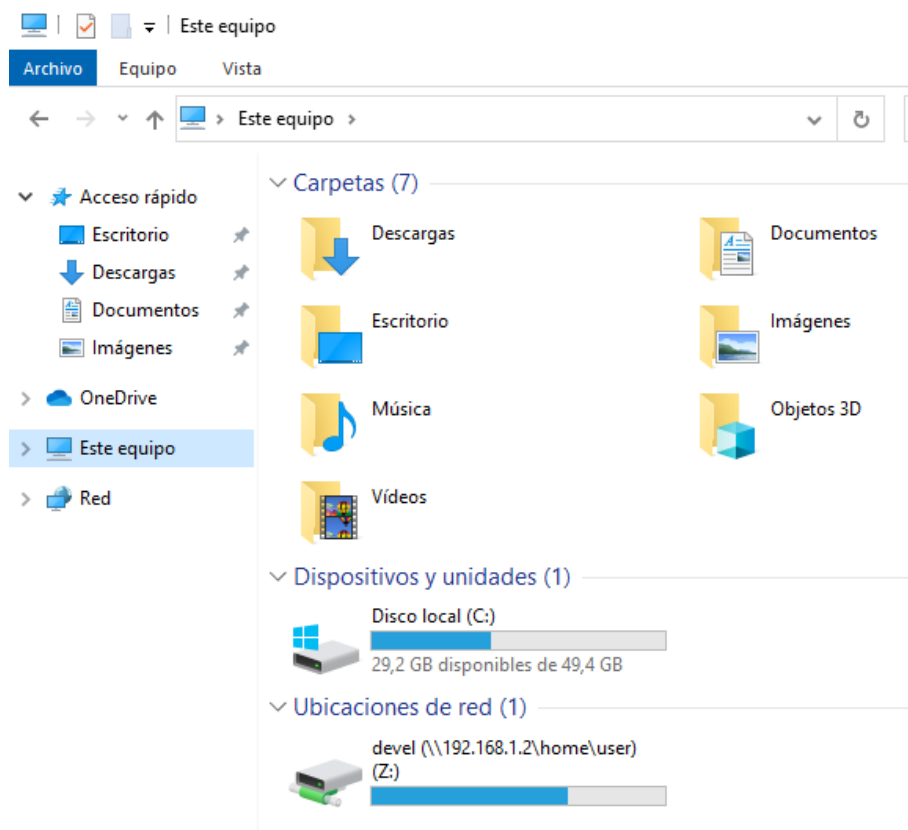 Este equipo
Archivo Equipo Vista
Este equipo
Acceso rápido
Escritorio
Descargas
Documentos
Imágenes
OneDrive
Este equipo
Red
Carpetas (7)
Descargas
Documentos
Escritorio
Imágenes
Música
Objetos 3D
Vídeos
Dispositivos y unidades (1)
Disco local (C:)
29,2 GB disponibles de 49,4 GB
Ubicaciones de red (1)
devel (\\192.168.1.2\home\user)
(Z:)